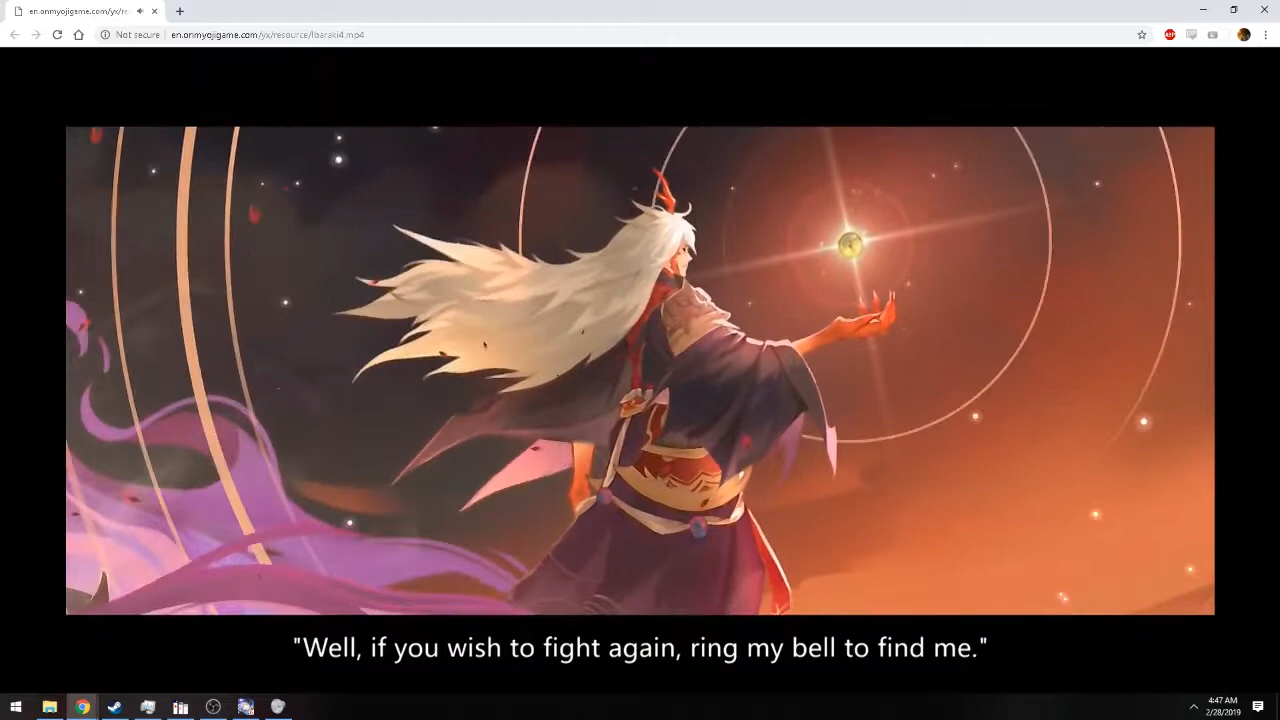 en.onmyojigame.com/yx/re
Not secure
en.onmyojigame.com/yx/resource/Ibaraki4.mp4
ABP
"Well, if you wish to fight again, ring my bell to find me."
4:47 AM
2/28/2019